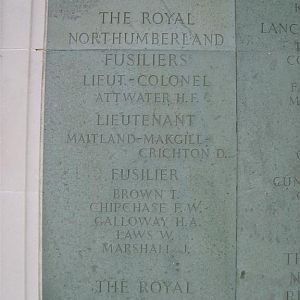 THE ROYAL
NORTHUMBERLAND
FUSILIERS
LIEUT-COLONEL
ATTWATER H.F.
LIEUTENANT
MAITLAND-MAKGILL-
CRICHTON D.
FUSILIER
BROWN T.
CHIPCHASE F.W.
GALLOWAY H.A.
LAWS W.
MARSHALL J.
THE ROYAL
LANC